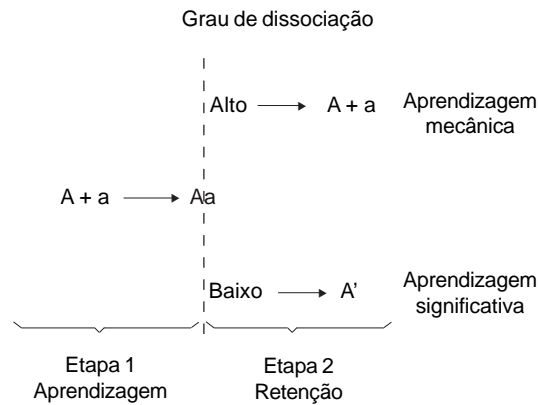 Grau de dissociação
Alto → A + a
Aprendizagem
mecânica
A + a → Aa
Baixo → A’
Aprendizagem
significativa
Etapa 1
Aprendizagem
Etapa 2
Retenção